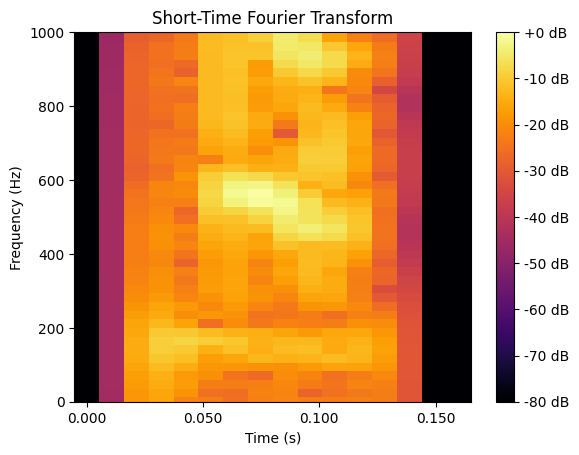 Short-Time Fourier Transform
1000
800
600
400
200
0
Frequency (Hz)
0.000
0.050
0.100
0.150
Time (s)
+0 dB
-10 dB
-20 dB
-30 dB
-40 dB
-50 dB
-60 dB
-70 dB
-80 dB